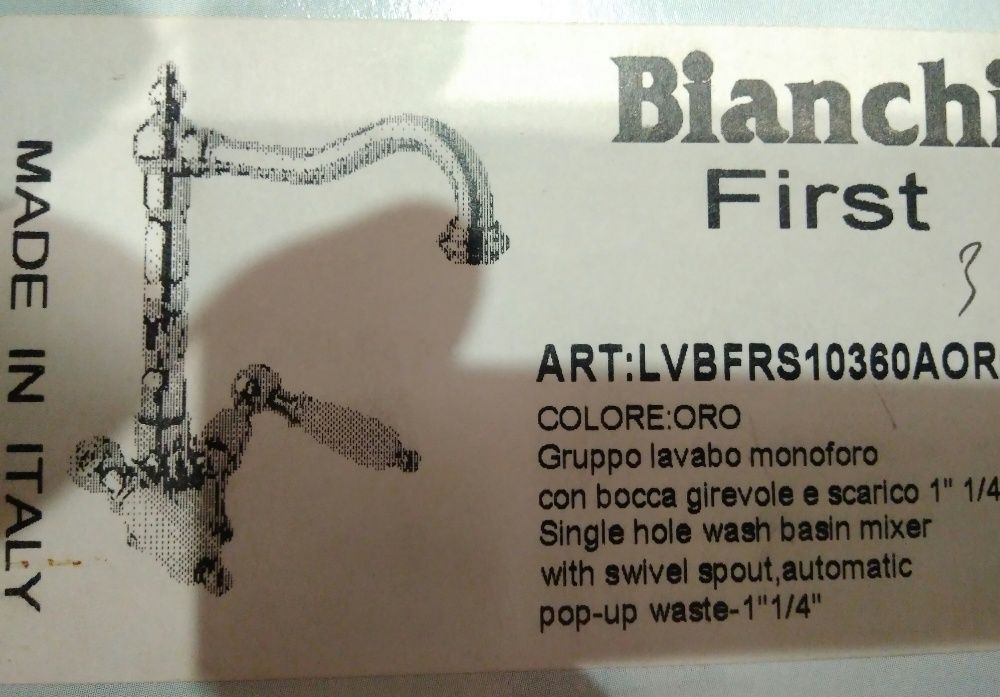 MADE IN ITALY
Bianchi
First
3
ART:LVBFRS10360AOR
COLORE:ORO
Gruppo lavabo monoforo
con bocca girevole e scarico 1" 1/4
Single hole wash basin mixer
with swivel spout,automatic
pop-up waste-1"1/4"